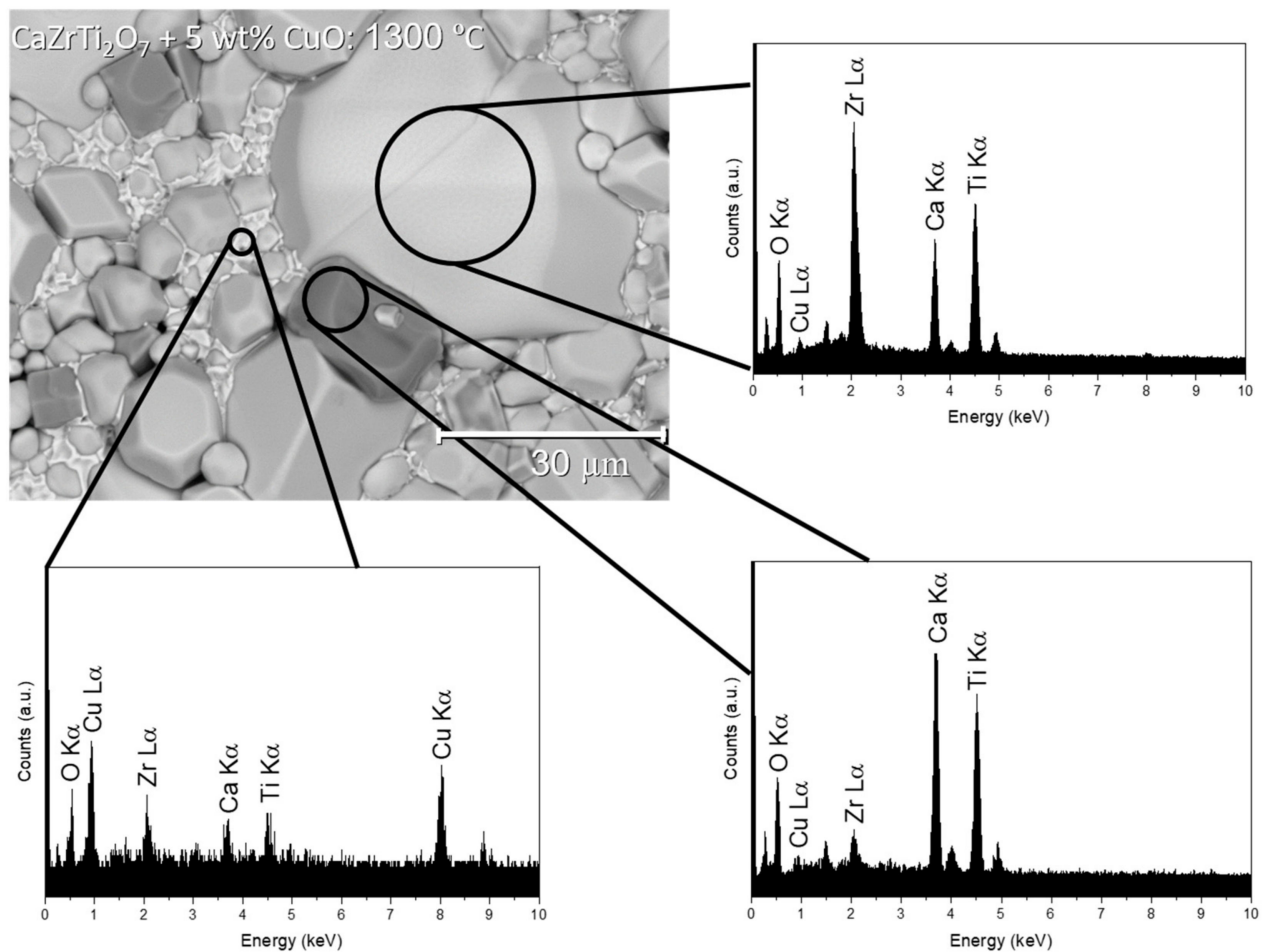 CaZrTi₂O₇ + 5 wt% CuO: 1300 °C
30 μm
Counts (a.u.)
O Kα
Cu Lα
Zr Lα
Ca Kα
Ti Kα
0 1 2 3 4 5 6 7 8 9 10
Energy (keV)
Counts (a.u.)
O Kα
Cu Lα
Zr Lα
Ca Kα
Ti Kα
Cu Kα
0 1 2 3 4 5 6 7 8 9 10
Energy (keV)
Counts (a.u.)
O Kα
Cu Lα
Zr Lα
Ca Kα
Ti Kα
0 1 2 3 4 5 6 7 8 9 10
Energy (keV)